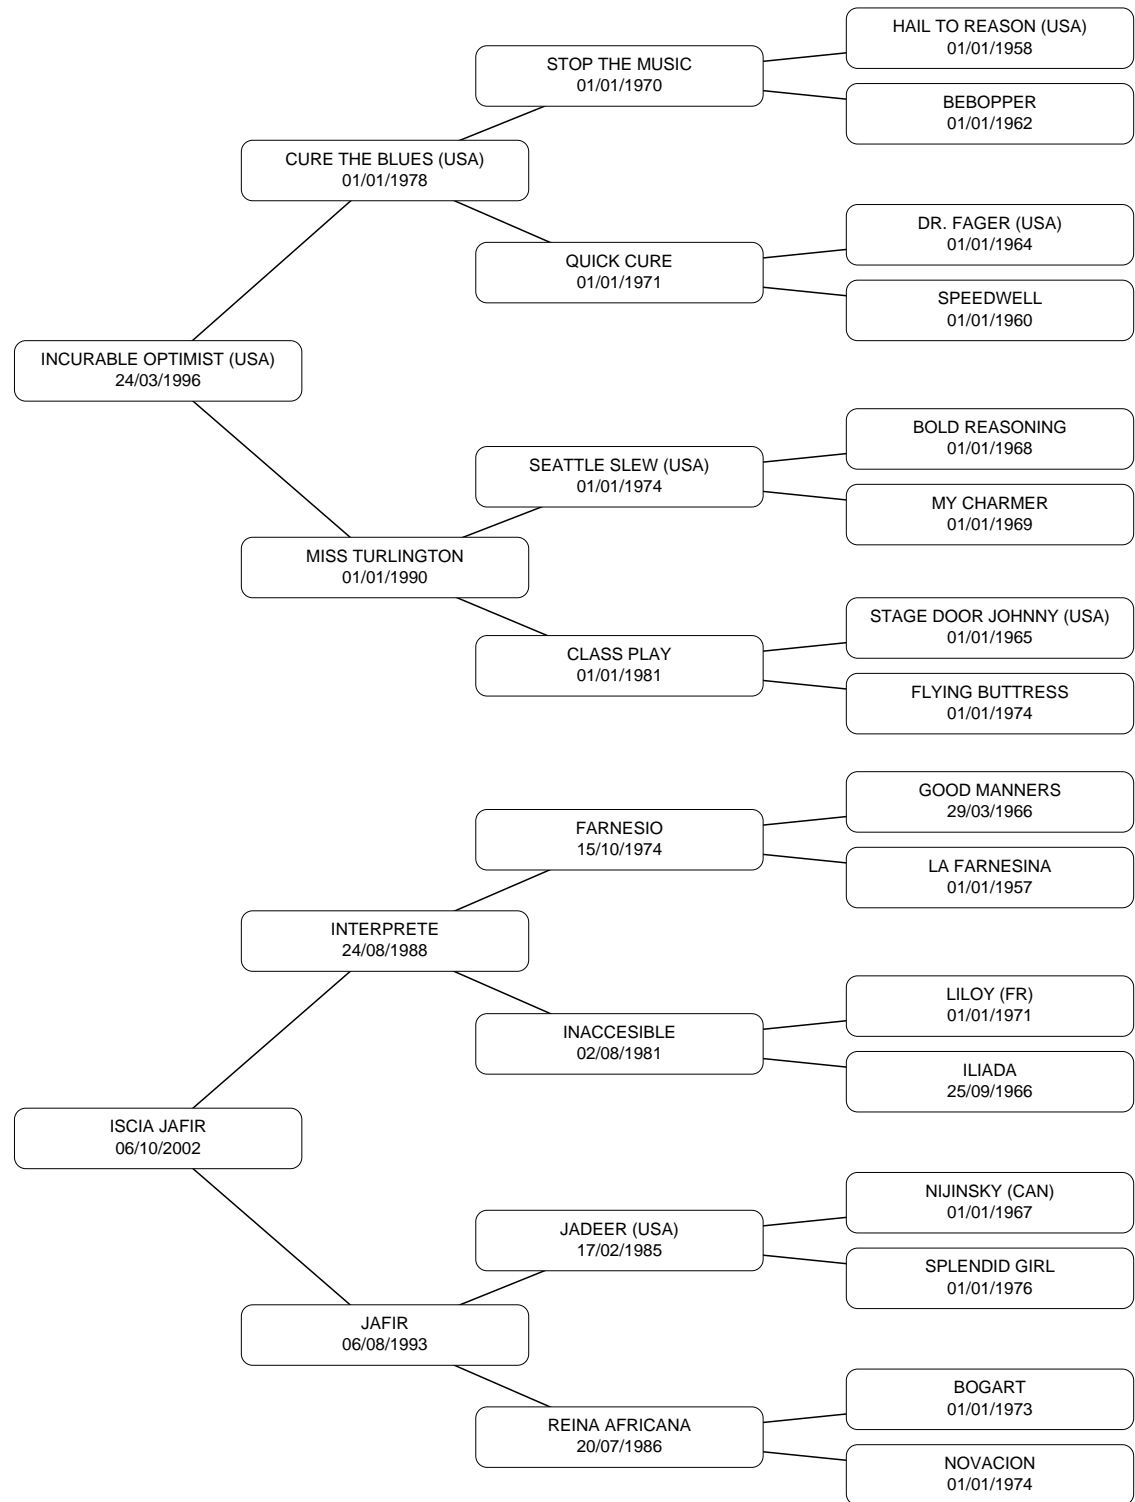 HAIL TO REASON (USA)
01/01/1958
STOP THE MUSIC
01/01/1970
BEBOPPER
01/01/1962
CURE THE BLUES (USA)
01/01/1978
DR. FAGER (USA)
01/01/1964
QUICK CURE
01/01/1971
SPEEDWELL
01/01/1960
INCURABLE OPTIMIST (USA)
24/03/1996
BOLD REASONING
01/01/1968
SEATTLE SLEW (USA)
01/01/1974
MY CHARMER
01/01/1969
MISS TURLINGTON
01/01/1990
STAGE DOOR JOHNNY (USA)
01/01/1965
CLASS PLAY
01/01/1981
FLYING BUTTRESS
01/01/1974
GOOD MANNERS
29/03/1966
FARNESIO
15/10/1974
LA FARNESINA
01/01/1957
INTERPRETE
24/08/1988
LILOY (FR)
01/01/1971
INACCESIBLE
02/08/1981
ILIADA
25/09/1966
ISCIA JAFIR
06/10/2002
NIJINSKY (CAN)
01/01/1967
JADEER (USA)
17/02/1985
SPLENDID GIRL
01/01/1976
JAFIR
06/08/1993
BOGART
01/01/1973
REINA AFRICANA
20/07/1986
NOVACION
01/01/1974